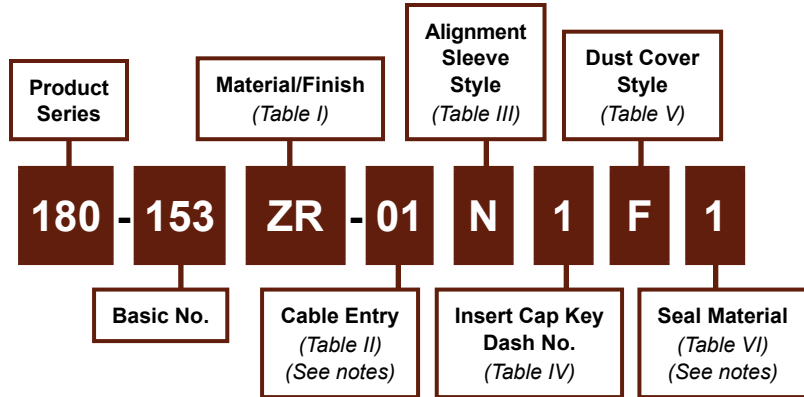 Product
Series
Material/Finish
(Table I)
Alignment
Sleeve
Style
(Table III)
Dust Cover
Style
(Table V)
180 - 153 ZR - 01 N 1 F 1
Basic No.
Cable Entry
(Table II)
(See notes)
Insert Cap Key
Dash No.
(Table IV)
Seal Material
(Table VI)
(See notes)